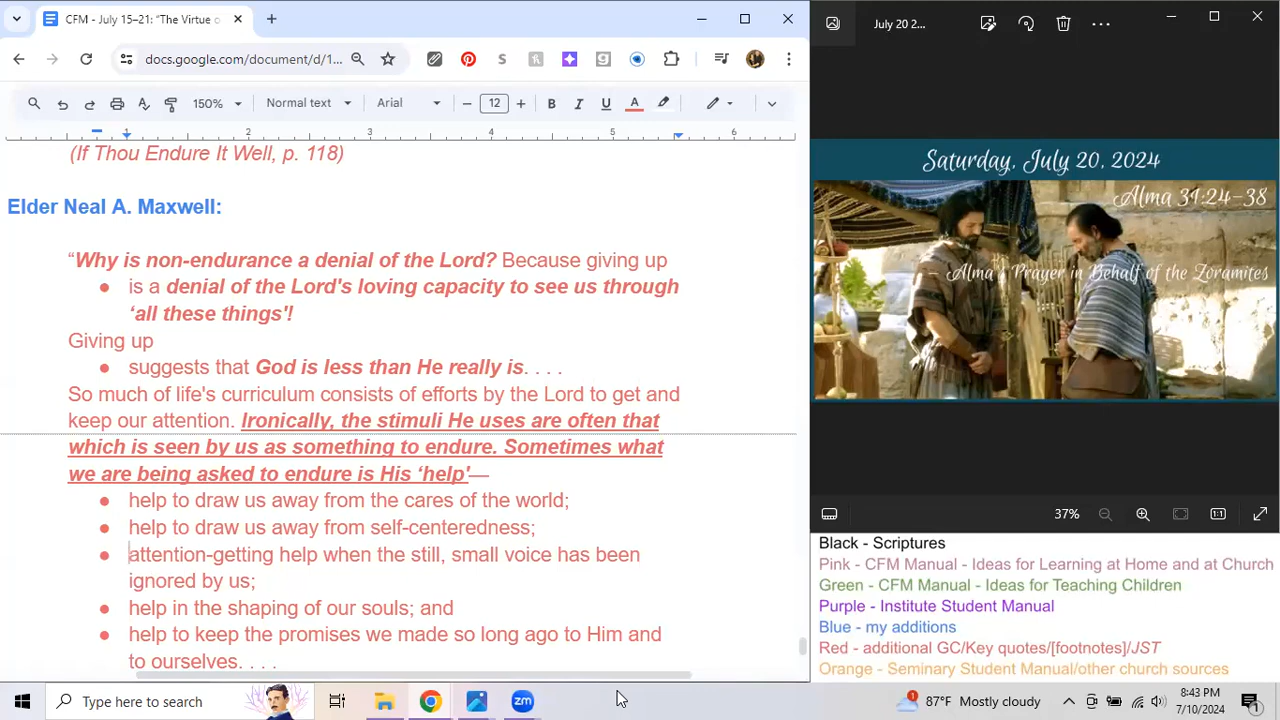 CFM - July 15–21: "The Virtue o
docs.google.com/document/d/1...
150%
Normal text
Arial
12
1
2
3
4
5
6
(If Thou Endure It Well, p. 118)
Elder Neal A. Maxwell:
“Why is non-endurance a denial of the Lord? Because giving up
● is a denial of the Lord's loving capacity to see us through
‘all these things'!
Giving up
● suggests that God is less than He really is. . . .
So much of life's curriculum consists of efforts by the Lord to get and
keep our attention. Ironically, the stimuli He uses are often that
which is seen by us as something to endure. Sometimes what
we are being asked to endure is His ‘help'—
● help to draw us away from the cares of the world;
● help to draw us away from self-centeredness;
● attention-getting help when the still, small voice has been
ignored by us;
● help in the shaping of our souls; and
● help to keep the promises we made so long ago to Him and
to ourselves. . . .
July 20 2...
Saturday, July 20, 2024
Alma 31:24-38
- Alma's Prayer in Behalf of the Zoramites
37%
Black - Scriptures
Pink - CFM Manual - Ideas for Learning at Home and at Church
Green - CFM Manual - Ideas for Teaching Children
Purple - Institute Student Manual
Blue - my additions
Red - additional GC/Key quotes/[footnotes]/JST
Orange - Seminary Student Manual/other church sources
Type here to search
zm
87°F Mostly cloudy
8:43 PM
7/10/2024
1